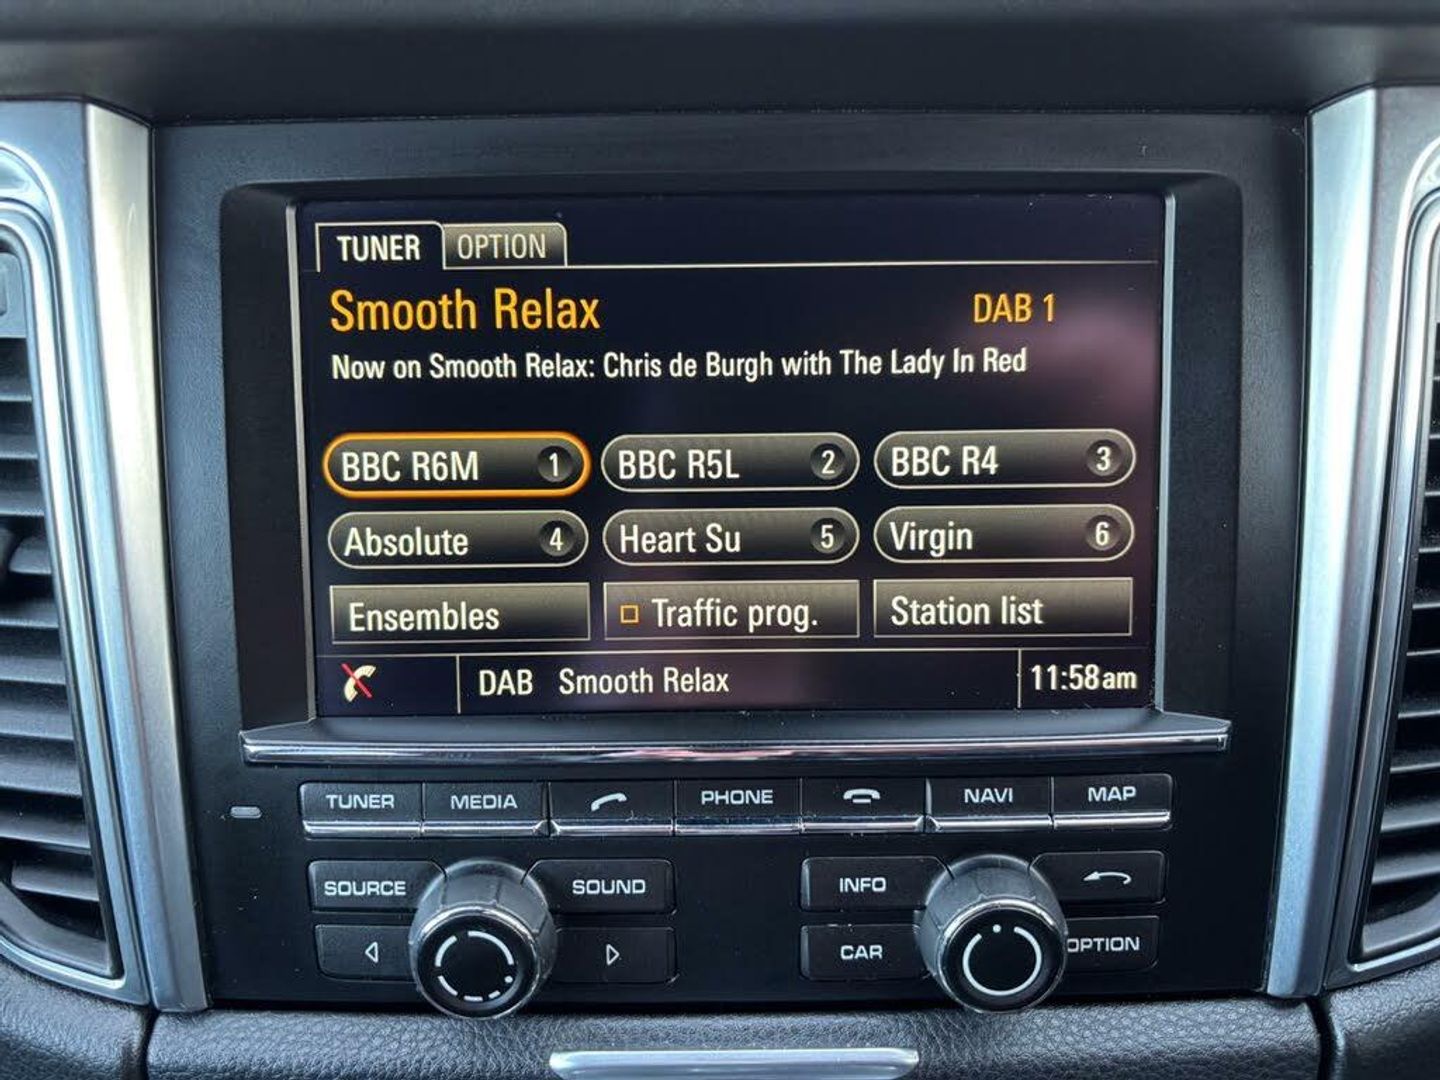 TUNER OPTION
Smooth Relax DAB 1
Now on Smooth Relax: Chris de Burgh with The Lady In Red
BBC R6M 1 BBC R5L 2 BBC R4 3
Absolute 4 Heart Su 5 Virgin 6
Ensembles Traffic prog. Station list
DAB Smooth Relax 11:58am
TUNER MEDIA PHONE NAVI MAP
SOURCE SOUND INFO
CAR OPTION